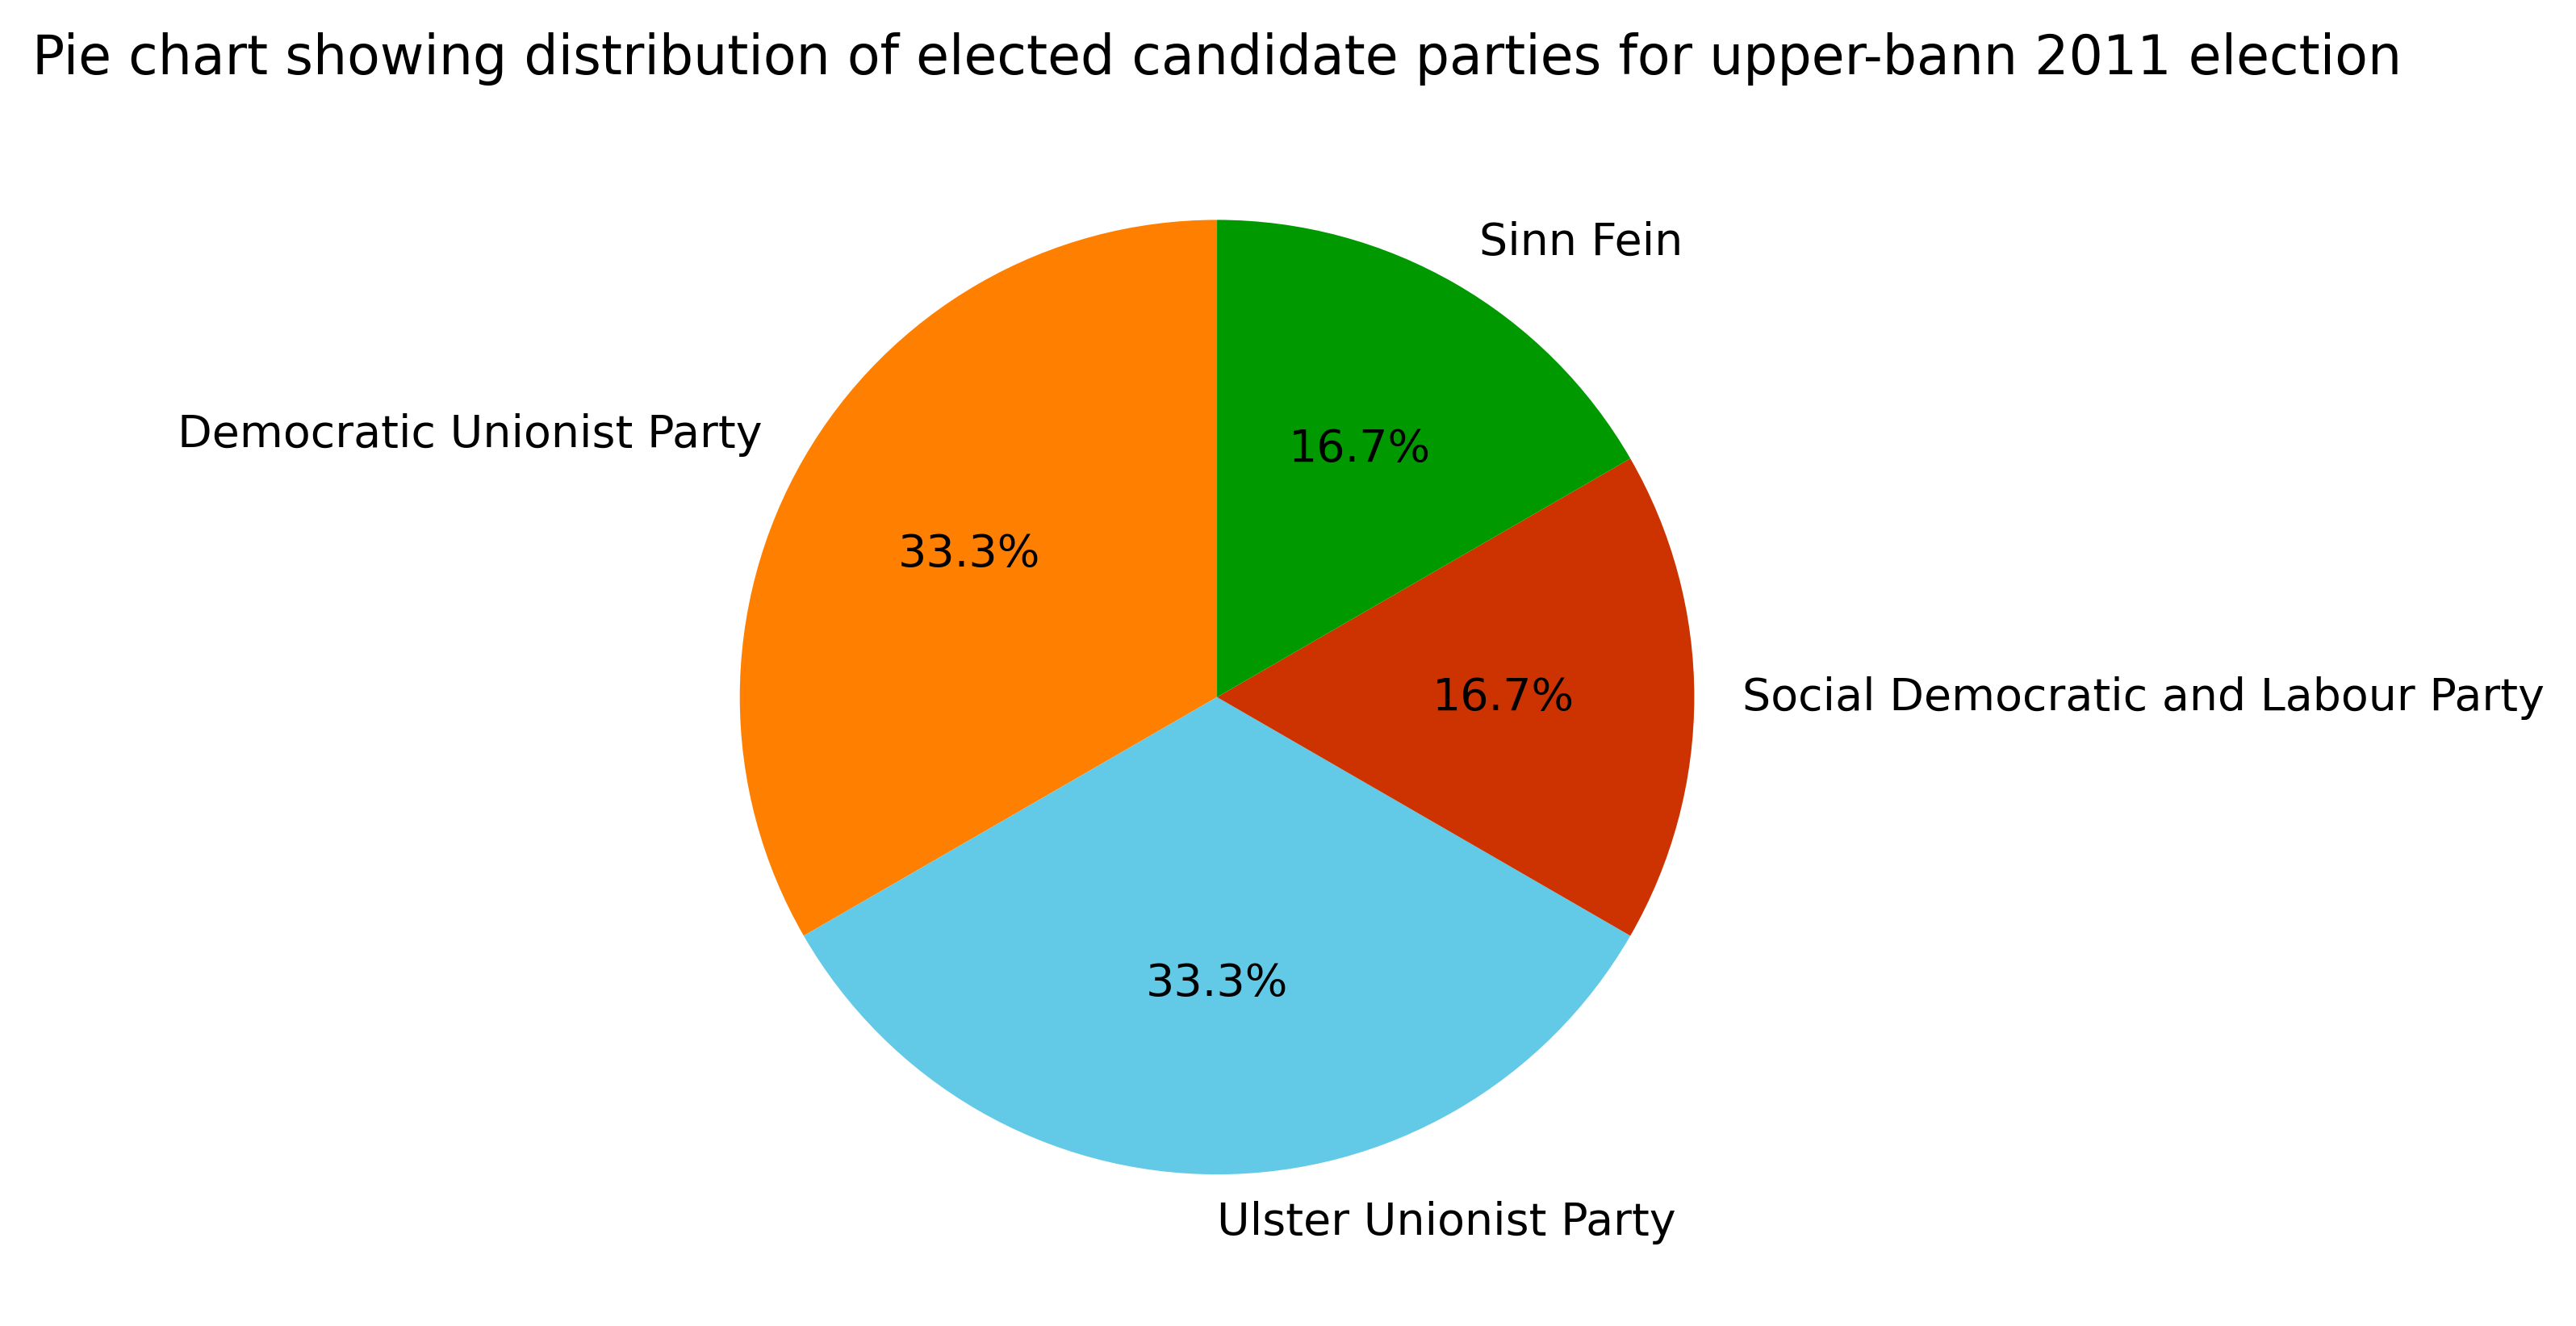 Pie chart showing distribution of elected candidate parties for upper-bann 2011 election
Sinn Fein
Democratic Unionist Party
16.7%
33.3%
16.7%
Social Democratic and Labour Party
33.3%
Ulster Unionist Party